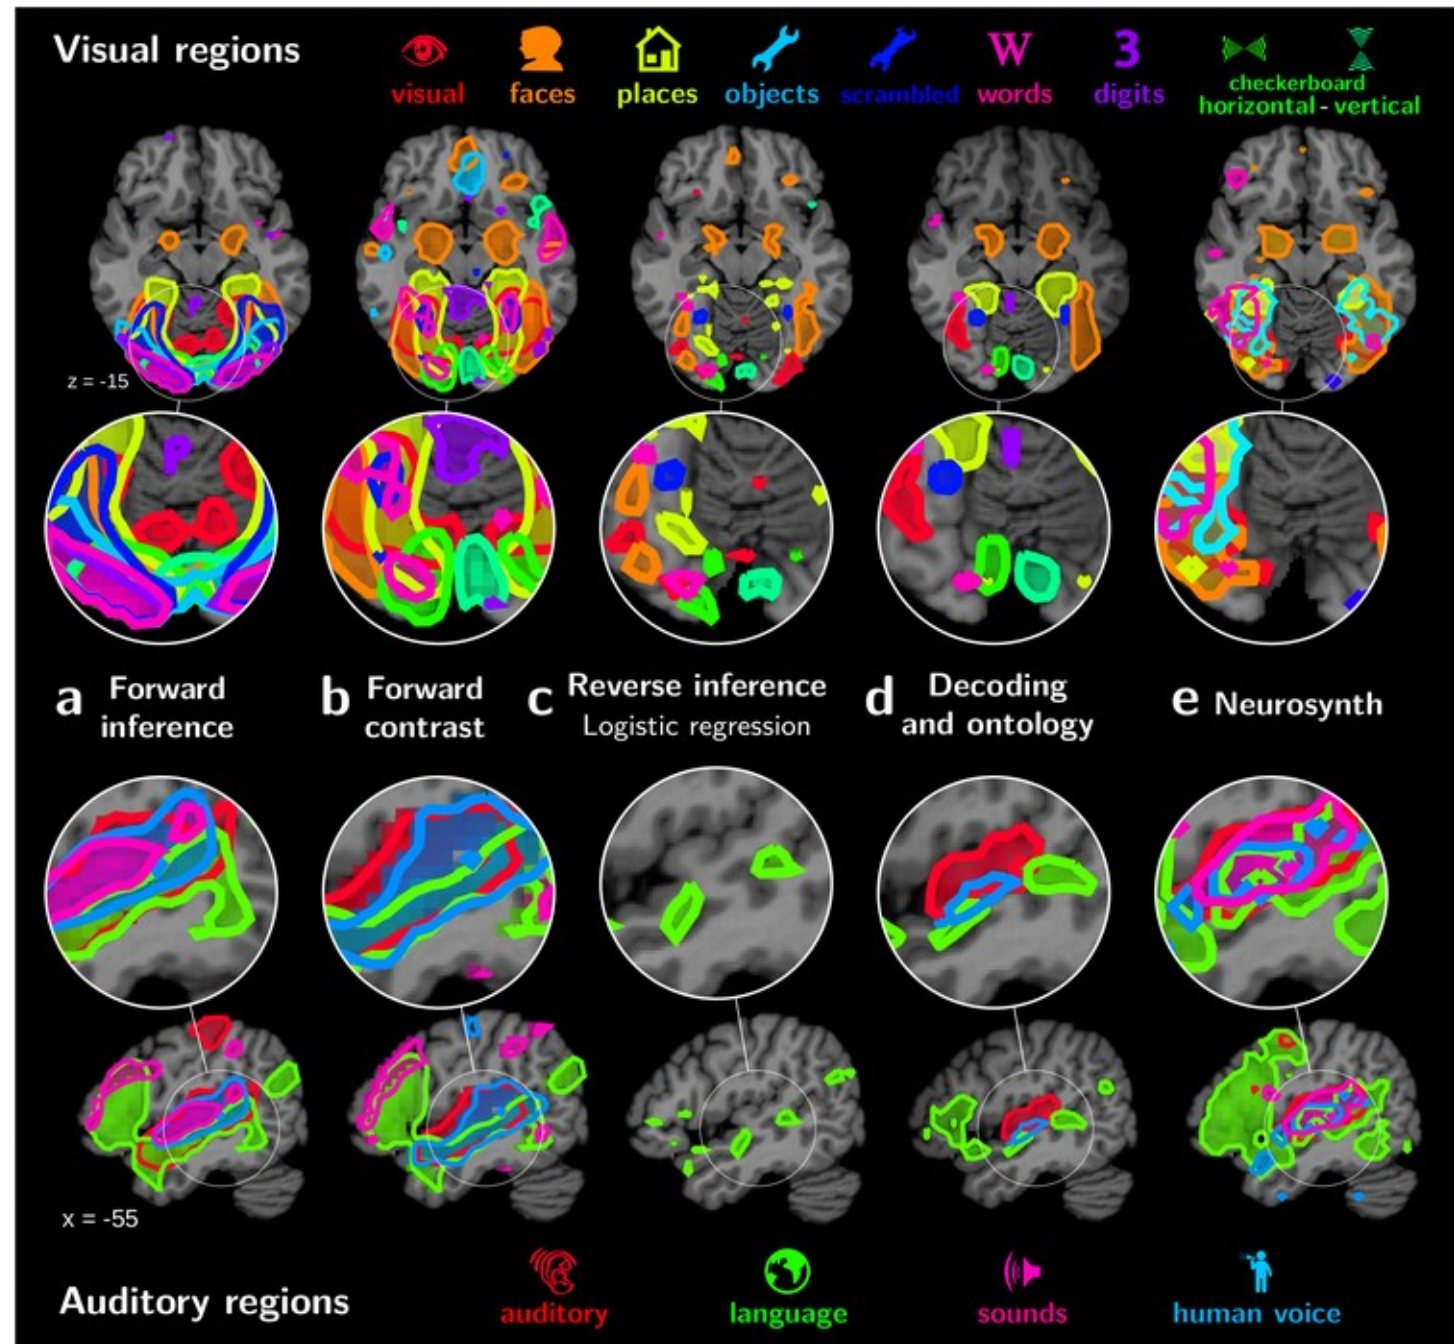 Visual regions
W
3
visual
faces
places
objects
scrambled
words
digits
checkerboard
horizontal - vertical
z = -15
a Forward
inference
b Forward
contrast
c Reverse inference
Logistic regression
d Decoding
and ontology
e Neurosynth
x = -55
Auditory regions
auditory
language
sounds
human voice